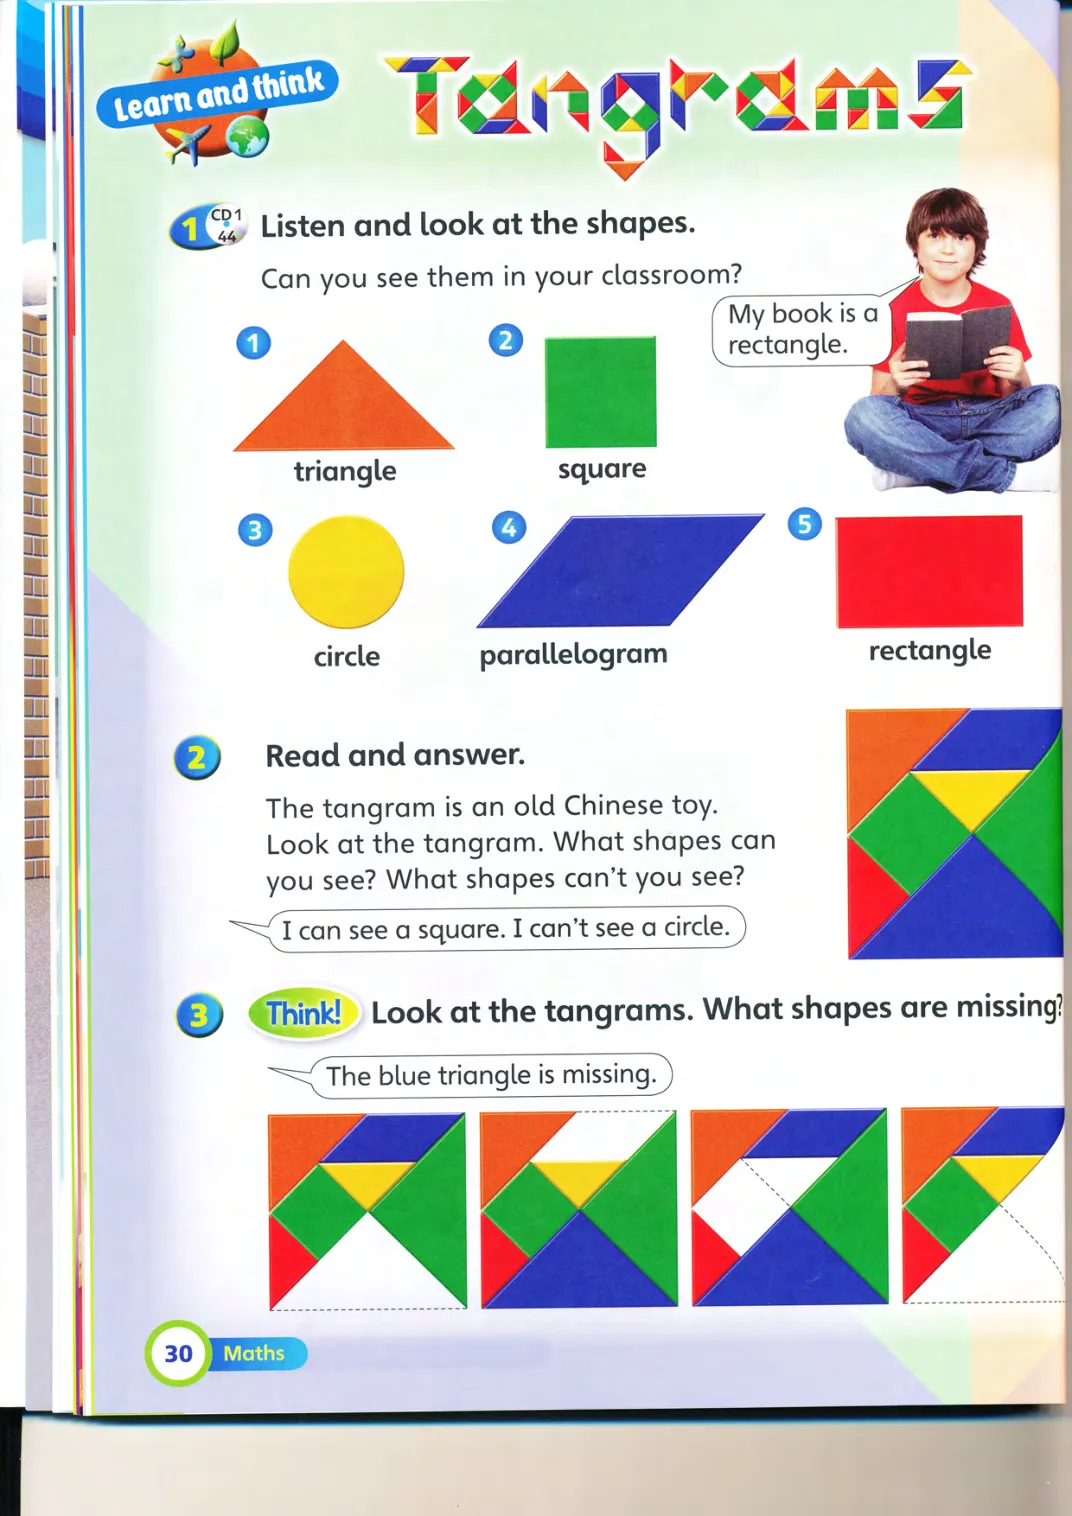 Learn and think
Tangrams
1 CD1 44 Listen and look at the shapes.
Can you see them in your classroom?
My book is a
rectangle.
1
triangle
2
square
3
circle
4
parallelogram
5
rectangle
2 Read and answer.
The tangram is an old Chinese toy.
Look at the tangram. What shapes can
you see? What shapes can't you see?
I can see a square. I can't see a circle.
3 Think! Look at the tangrams. What shapes are missing?
The blue triangle is missing.
30 Maths